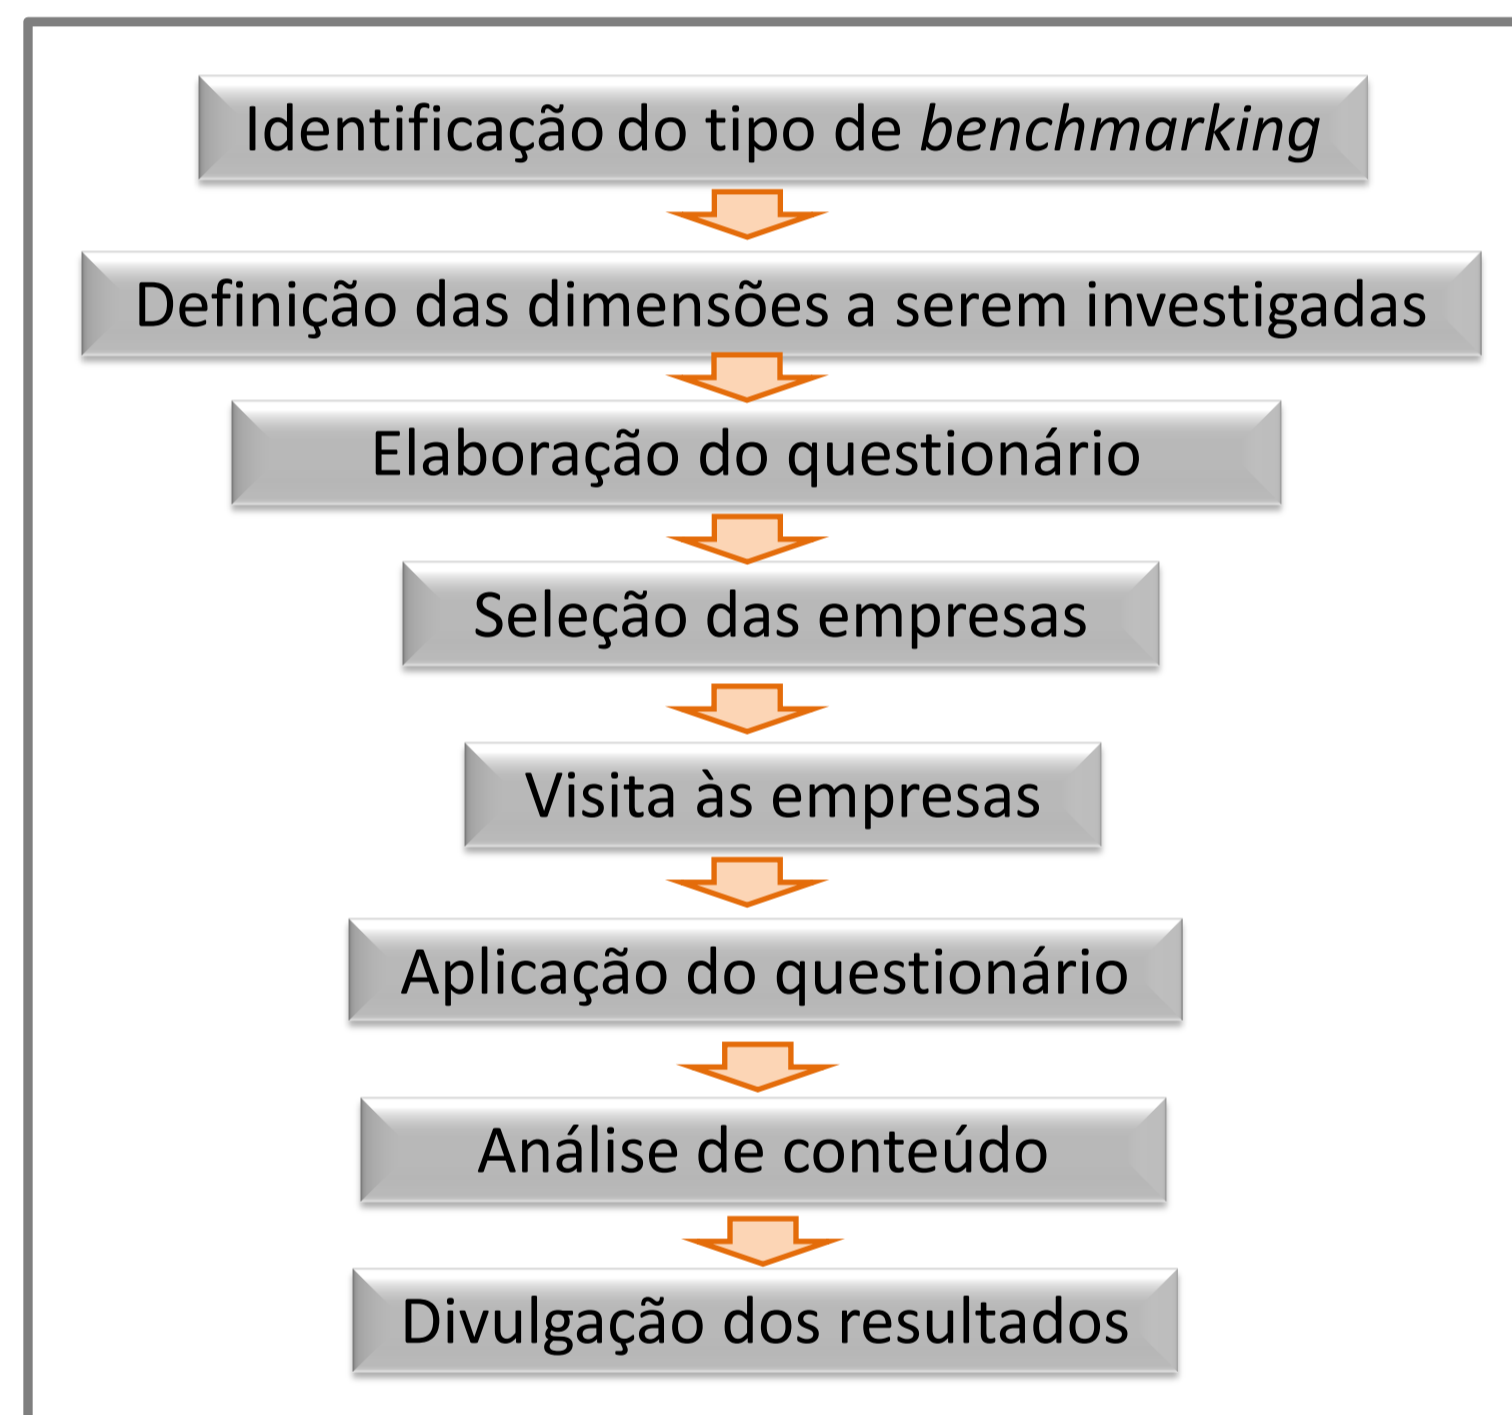 Identificação do tipo de benchmarking
Definição das dimensões a serem investigadas
Elaboração do questionário
Seleção das empresas
Visita às empresas
Aplicação do questionário
Análise de conteúdo
Divulgação dos resultados